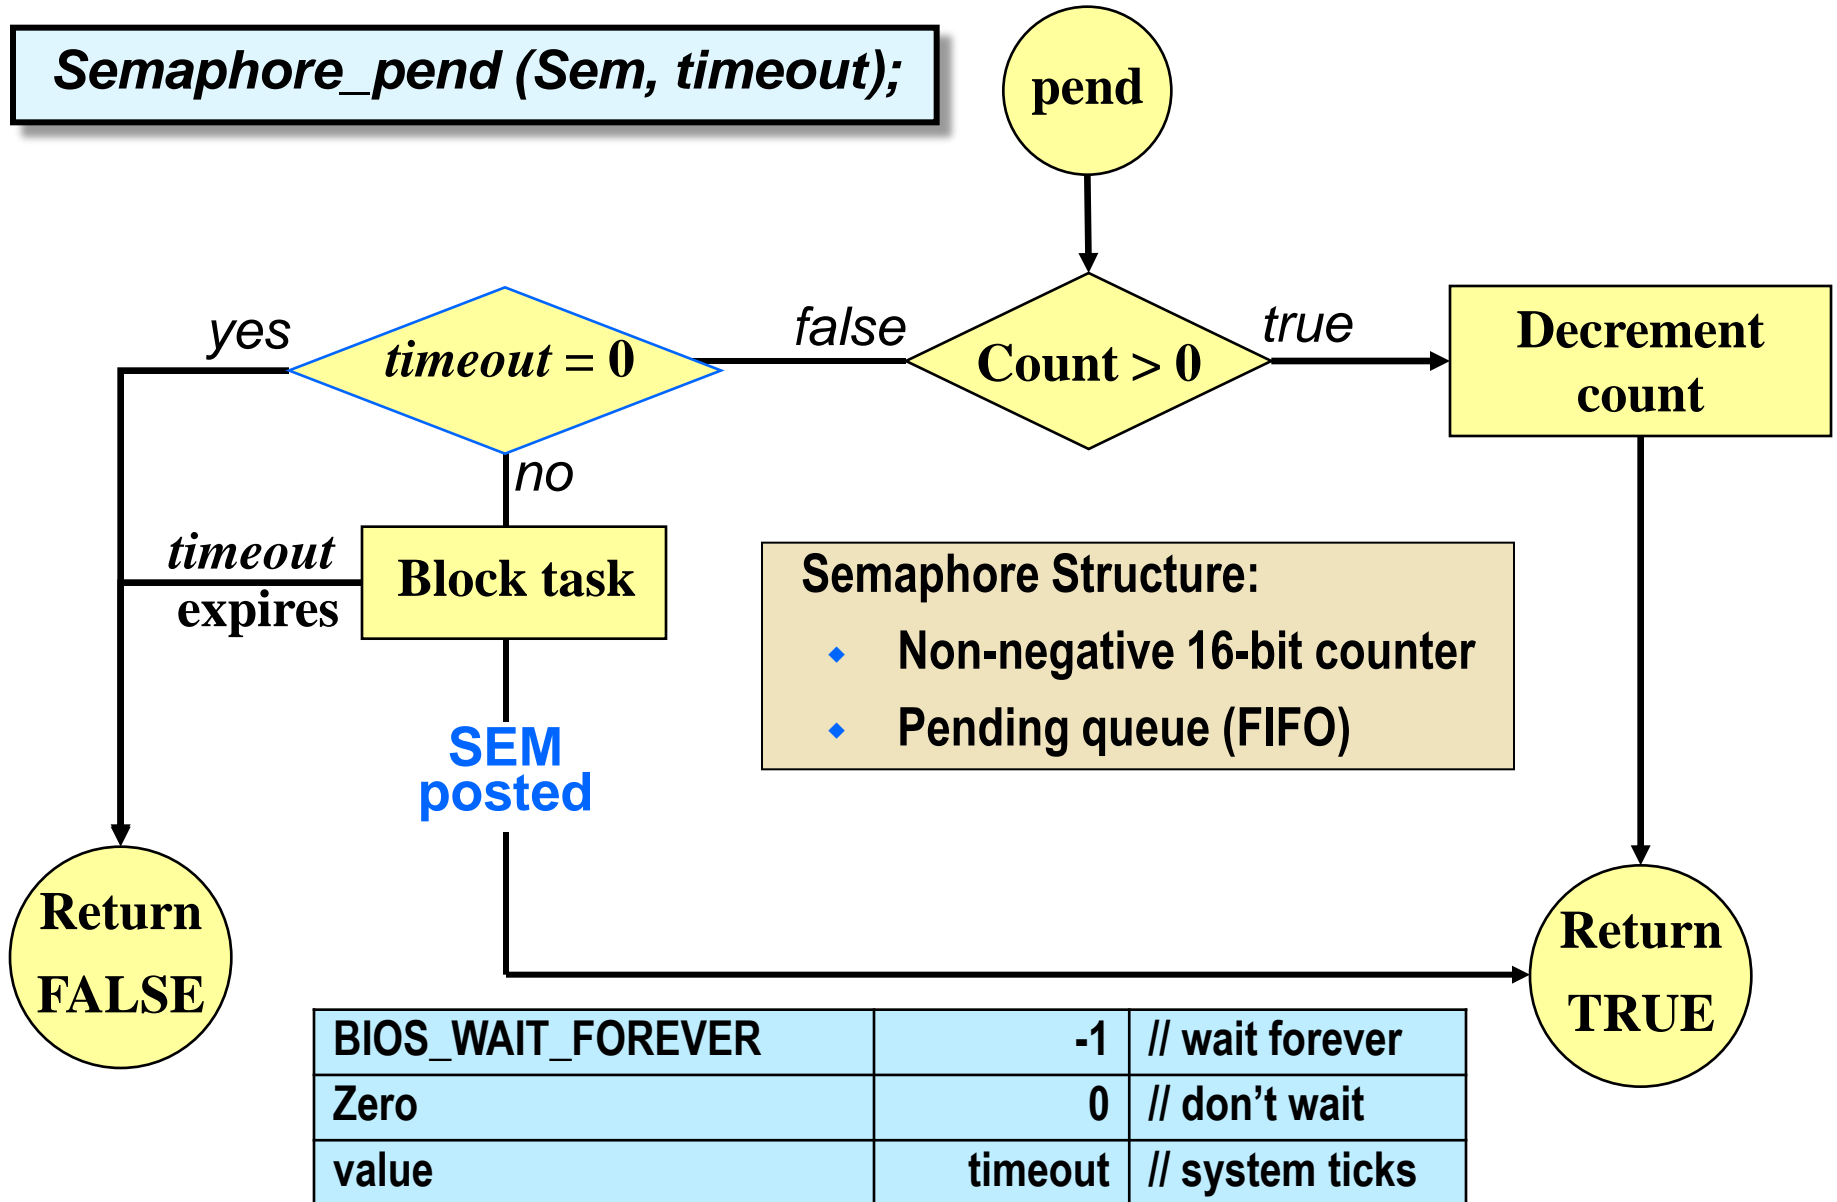 Semaphore_pend (Sem, timeout);
pend
yes
timeout = 0
false
Count > 0
true
Decrement
count
no
timeout
expires
Block task
Semaphore Structure:
Non-negative 16-bit counter
Pending queue (FIFO)
SEM
posted
Return
FALSE
Return
TRUE
BIOS_WAIT_FOREVER -1 // wait forever
Zero 0 // don't wait
value timeout // system ticks